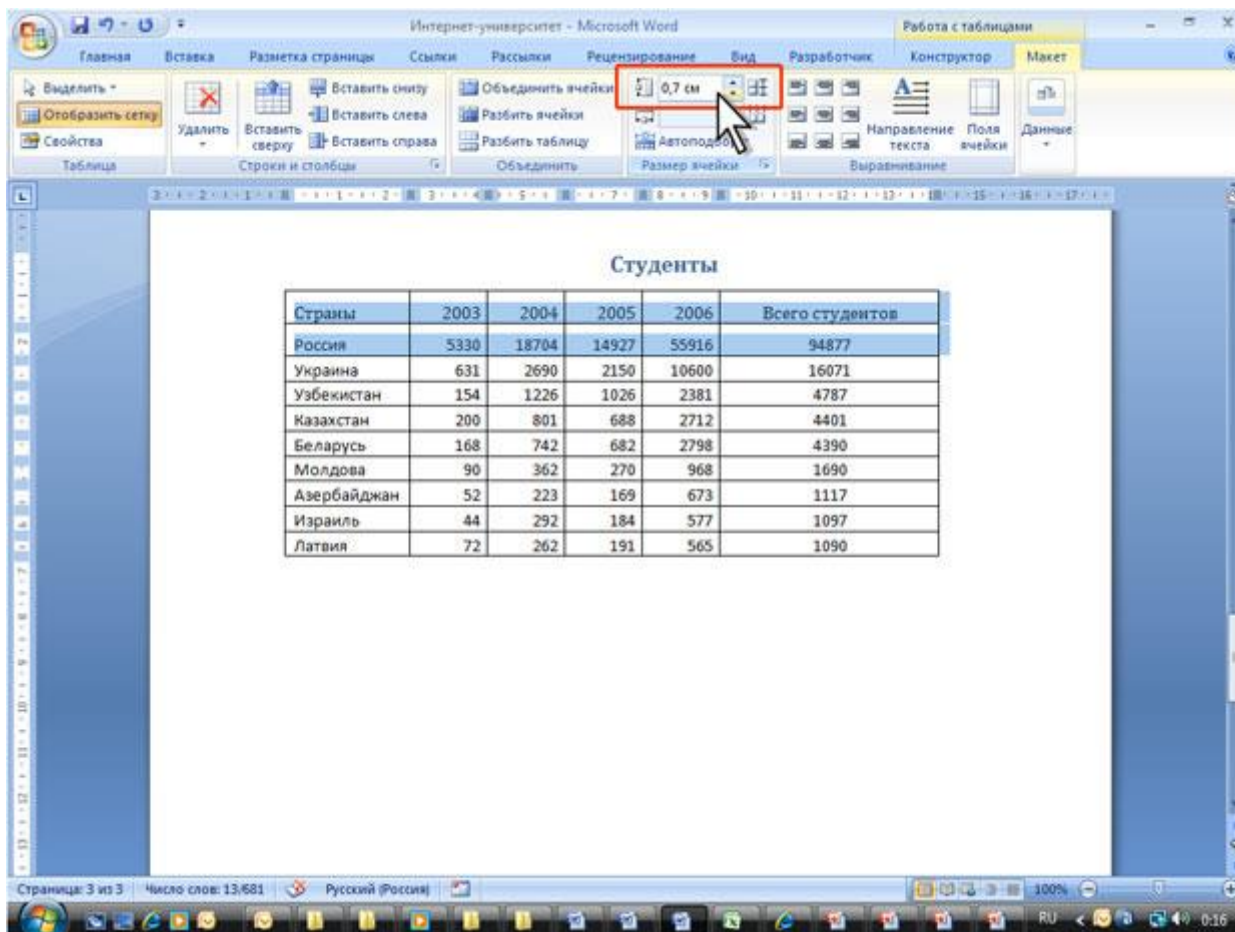 Интернет-университет - Microsoft Word
Работа с таблицами
Главная Вставка Разметка страницы Ссылки Рассылки Рецензирование Вид Разработчик Конструктор Макет
Выделить
Отобразить сетку
Свойства
Таблица
Удалить
Вставить сверху
Вставить снизу
Вставить слева
Вставить справа
Строки и столбцы
Объединить ячейки
Разбить ячейки
Разбить таблицу
Объединить
0,7 см
Размер ячейки
Направление текста
Поля ячейки
Выравнивание
Данные
Студенты
Страны 2003 2004 2005 2006 Всего студентов
Россия 5330 18704 14927 55916 94877
Украина 631 2690 2150 10600 16071
Узбекистан 154 1226 1026 2381 4787
Казахстан 200 801 688 2712 4401
Беларусь 168 742 682 2798 4390
Молдова 90 362 270 968 1690
Азербайджан 52 223 169 673 1117
Израиль 44 292 184 577 1097
Латвия 72 262 191 565 1090
Страница: 3 из 3 Число слов: 13/681 Русский (Россия) 100%
RU 0:16